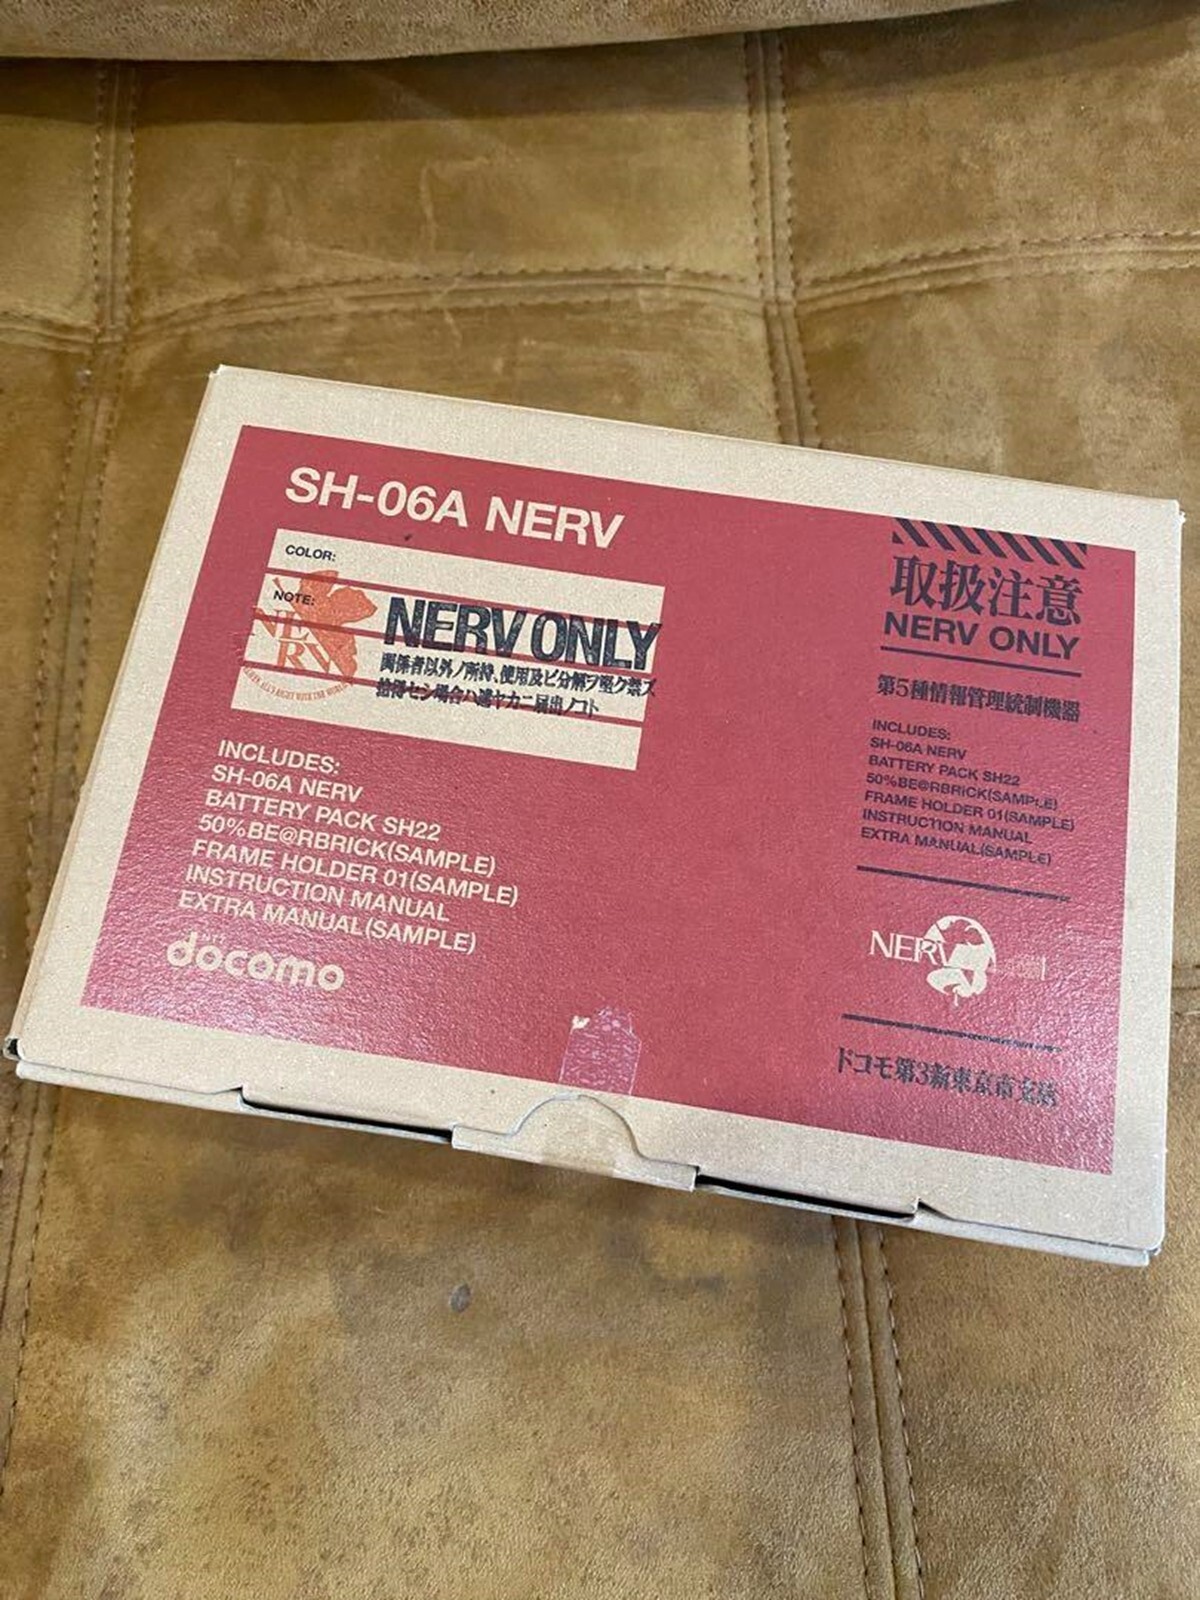 SH-06A NERV
COLOR:
NOTE:
NERV
NERV ONLY
関係者以外ノ所持、使用及ビ分解ヲ堅ク禁ズ
拾得セシ場合ハ速ヤカニ届出ノコト
INCLUDES:
SH-06A NERV
BATTERY PACK SH22
50%BE@RBRICK(SAMPLE)
FRAME HOLDER 01(SAMPLE)
INSTRUCTION MANUAL
EXTRA MANUAL(SAMPLE)
docomo
取扱注意
NERV ONLY
第5種情報管理統制機器
INCLUDES:
SH-06A NERV
BATTERY PACK SH22
50%BE@RBRICK(SAMPLE)
FRAME HOLDER 01(SAMPLE)
INSTRUCTION MANUAL
EXTRA MANUAL(SAMPLE)
NERV
ドコモ第3新東京市支店